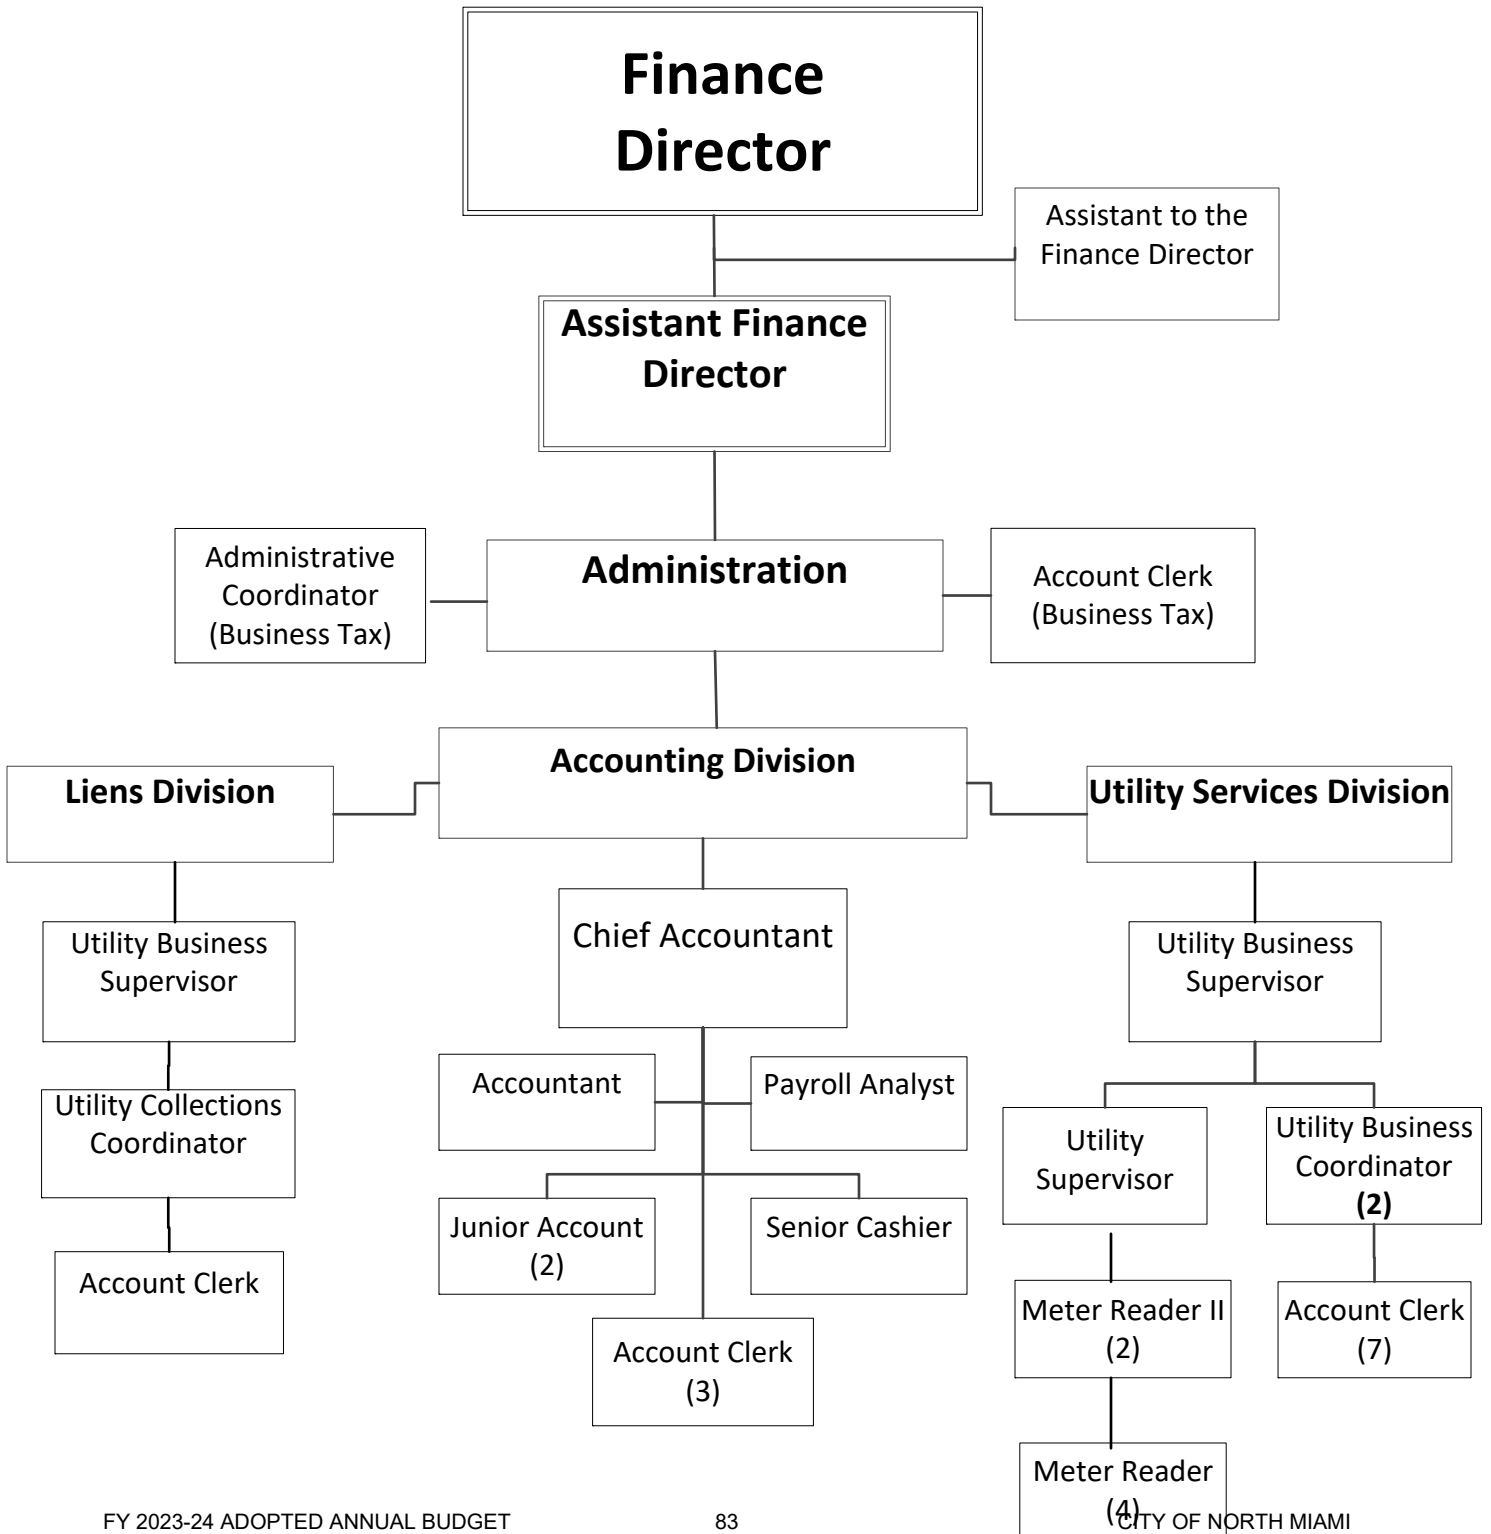 Finance
Director
Assistant to the
Finance Director
Assistant Finance
Director
Administrative
Coordinator
(Business Tax)
Administration
Account Clerk
(Business Tax)
Liens Division
Accounting Division
Utility Services Division
Utility Business
Supervisor
Chief Accountant
Utility Business
Supervisor
Utility Collections
Coordinator
Accountant
Payroll Analyst
Utility
Supervisor
Utility Business
Coordinator
(2)
Account Clerk
Junior Account
(2)
Senior Cashier
Account Clerk
(3)
Meter Reader II
(2)
Account Clerk
(7)
Meter Reader
(4)
FY 2023-24 ADOPTED ANNUAL BUDGET
83
CITY OF NORTH MIAMI